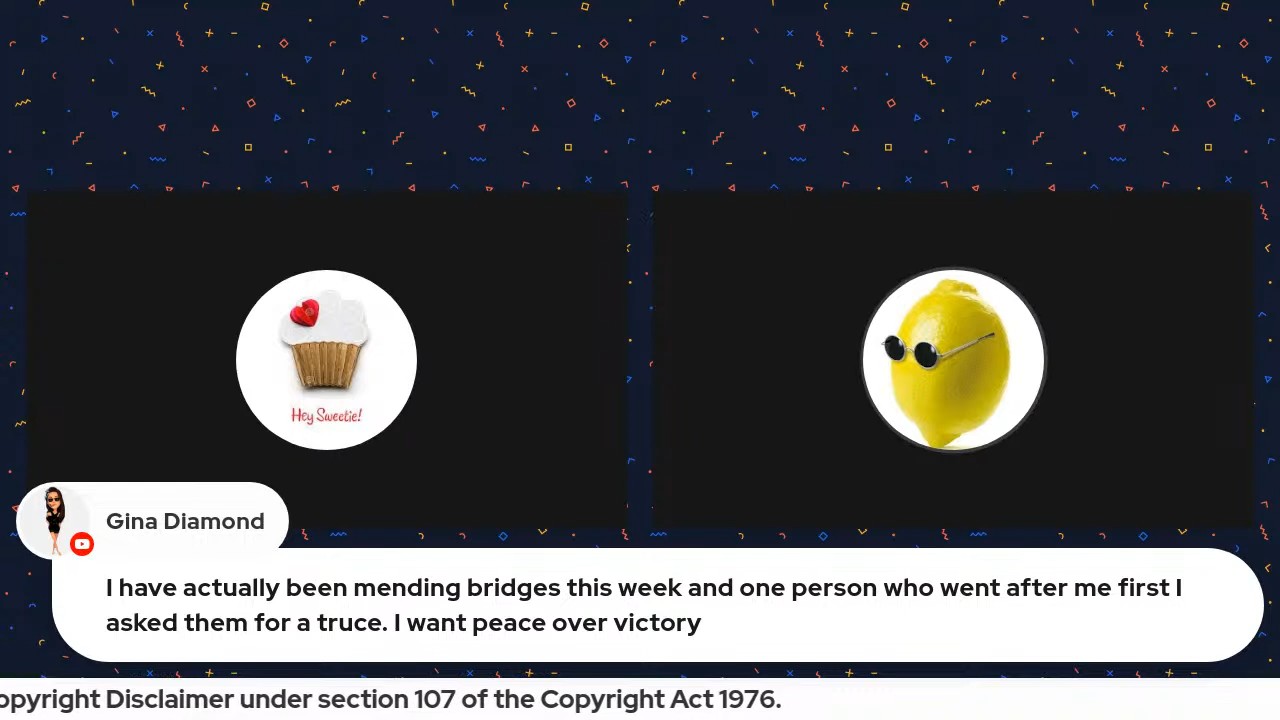 Hey Sweetie!
Gina Diamond
I have actually been mending bridges this week and one person who went after me first I
asked them for a truce. I want peace over victory
opyright Disclaimer under section 107 of the Copyright Act 1976.